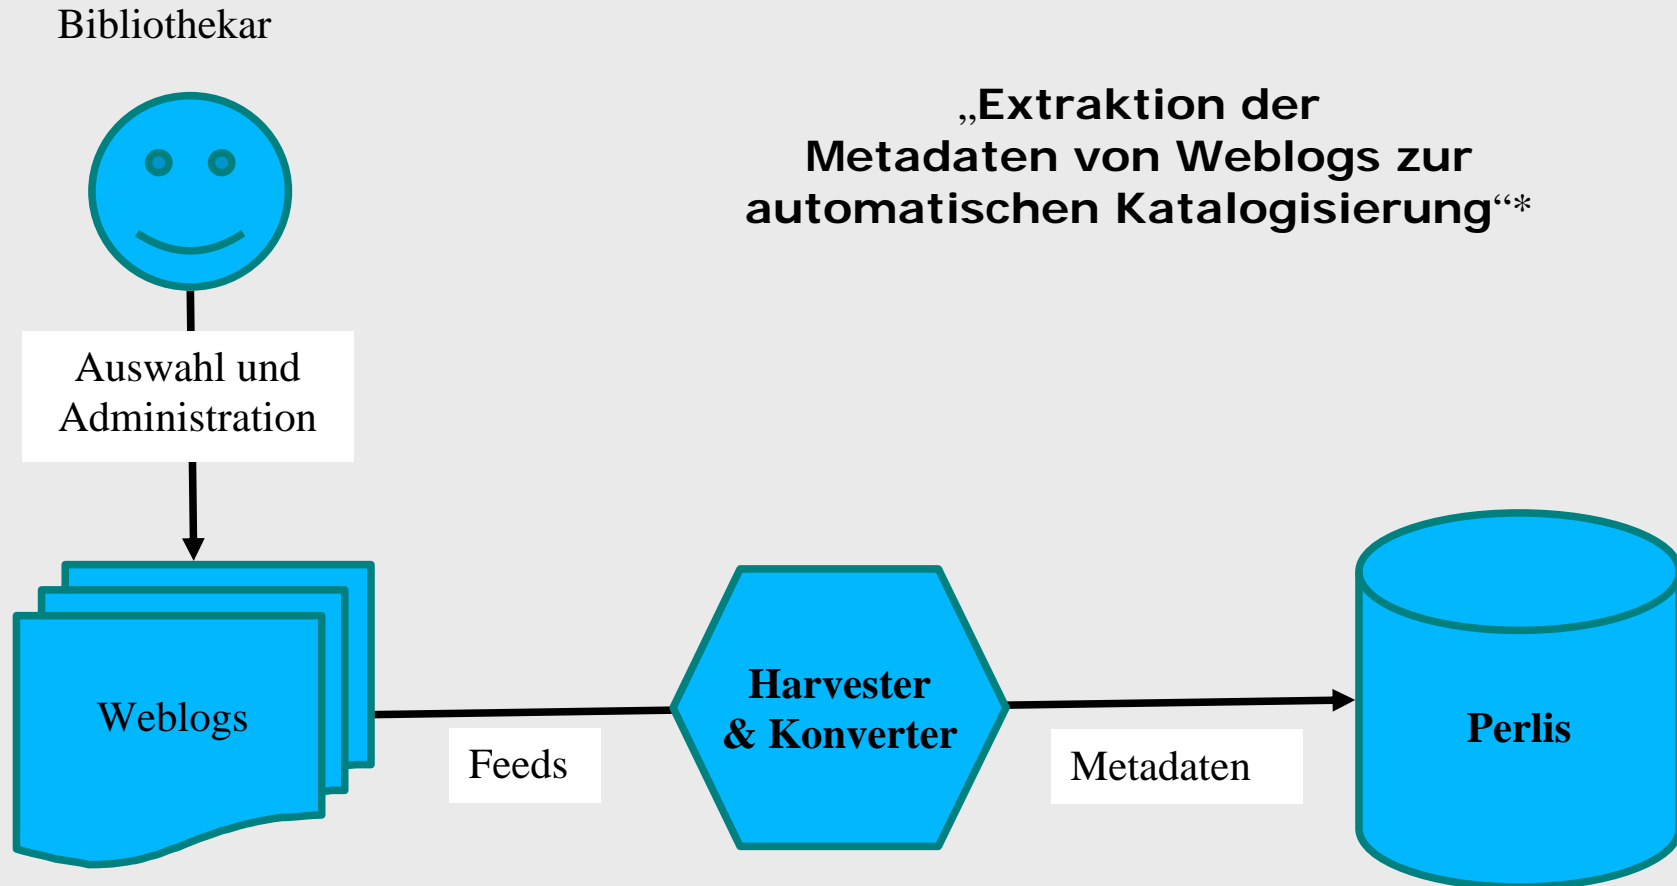 Bibliothekar
„Extraktion der
Metadaten von Weblogs zur
automatischen Katalogisierung“*
Auswahl und
Administration
Weblogs
Feeds
Harvester
& Konverter
Metadaten
Perlis